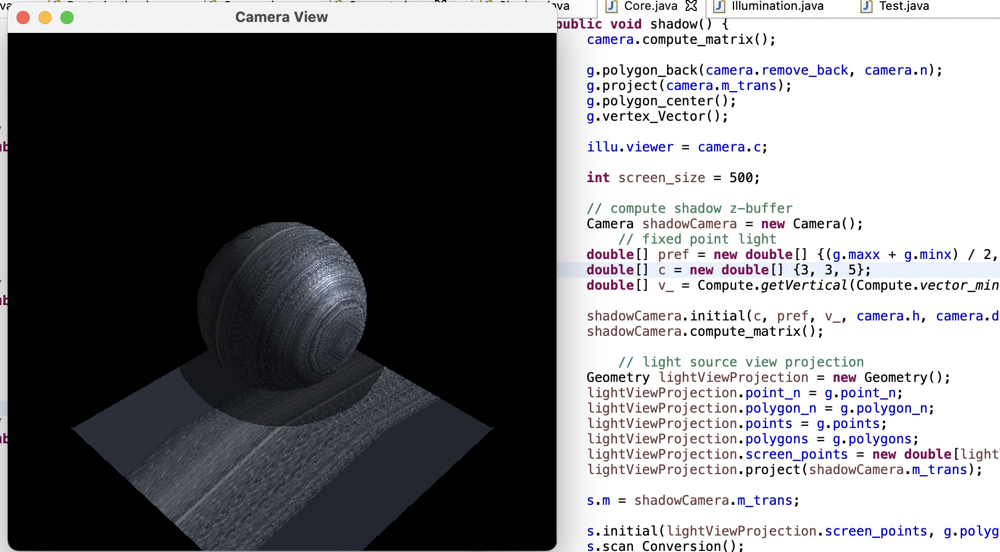 Core.java
Illumination.java
Test.java
Camera View
public void shadow() {
camera.compute_matrix();
g.polygon_back(camera.remove_back, camera.n);
g.project(camera.m_trans);
g.polygon_center();
g.vertex_Vector();
illu.viewer = camera.c;
int screen_size = 500;
// compute shadow z-buffer
Camera shadowCamera = new Camera();
// fixed point light
double[] pref = new double[] {(g.maxx + g.minx) / 2,
double[] c = new double[] {3, 3, 5};
double[] v_ = Compute.getVertical(Compute.vector_min
shadowCamera.initial(c, pref, v_, camera.h, camera.d
shadowCamera.compute_matrix();
// light source view projection
Geometry lightViewProjection = new Geometry();
lightViewProjection.point_n = g.point_n;
lightViewProjection.polygon_n = g.polygon_n;
lightViewProjection.points = g.points;
lightViewProjection.polygons = g.polygons;
lightViewProjection.screen_points = new double[light
lightViewProjection.project(shadowCamera.m_trans);
s.m = shadowCamera.m_trans;
s.initial(lightViewProjection.screen_points, g.polyg
s.scan_Conversion();